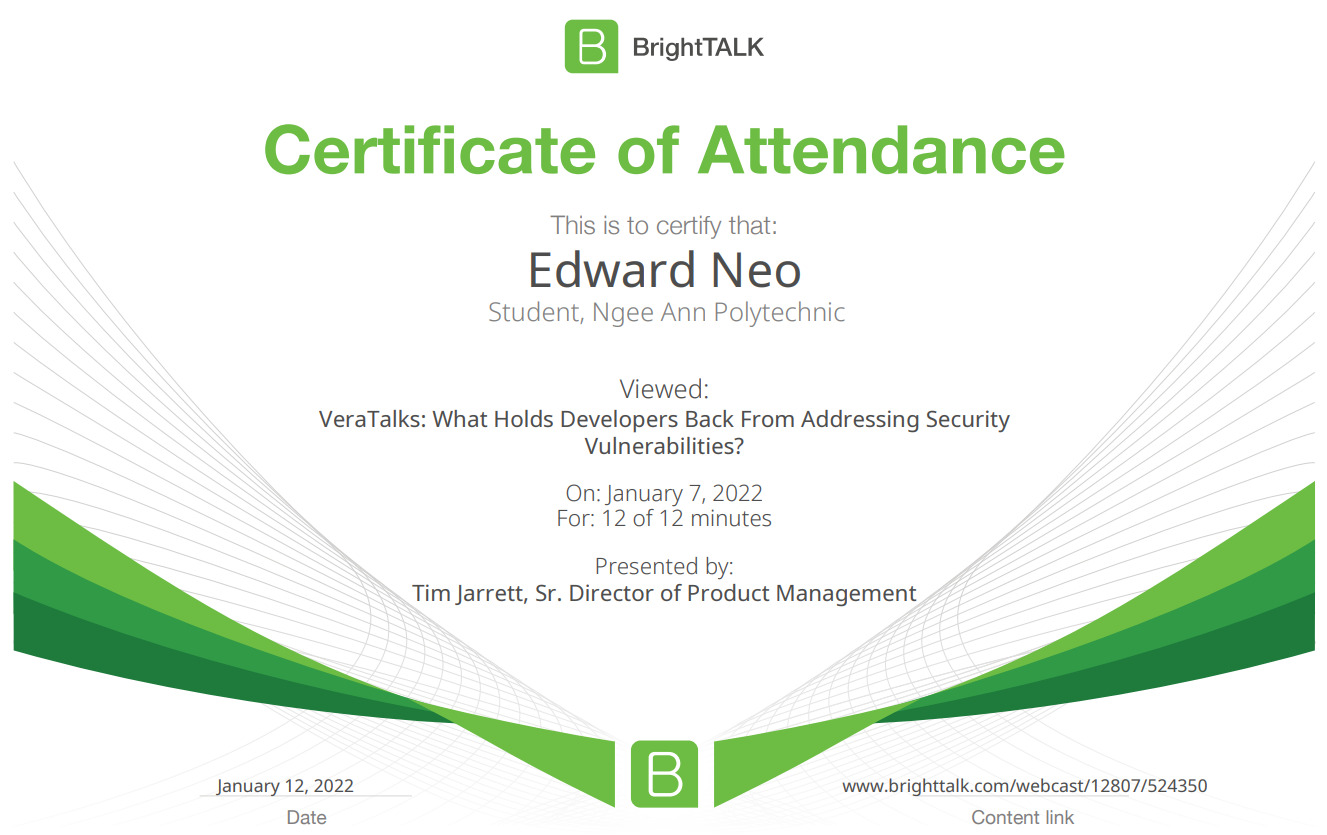 BrightTALK
Certificate of Attendance
This is to certify that:
Edward Neo
Student, Ngee Ann Polytechnic
Viewed:
VeraTalks: What Holds Developers Back From Addressing Security
Vulnerabilities?
On: January 7, 2022
For: 12 of 12 minutes
Presented by:
Tim Jarrett, Sr. Director of Product Management
B
January 12, 2022
Date
www.brighttalk.com/webcast/12807/524350
Content link